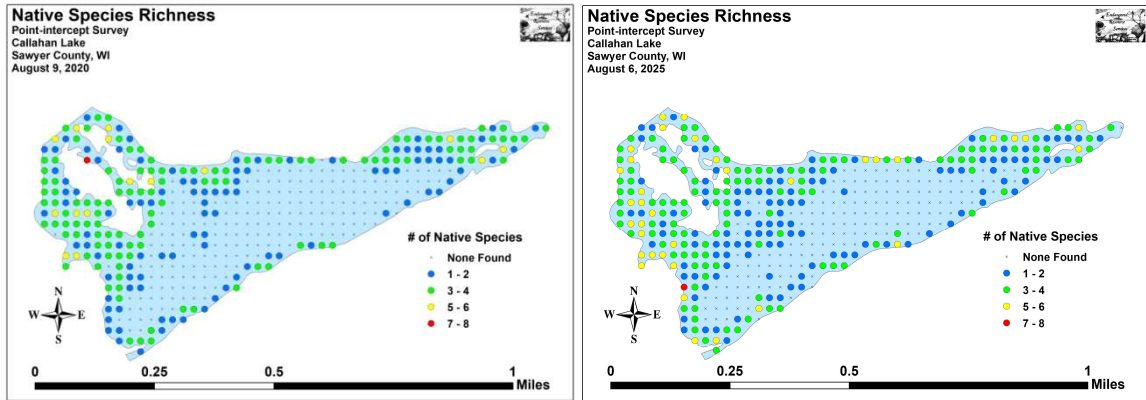 Native Species Richness
Point-intercept Survey
Callahan Lake
Sawyer County, WI
August 9, 2020
# of Native Species
None Found
1 - 2
3 - 4
5 - 6
7 - 8
N
W E
S
0 0.25 0.5 1
Miles
Native Species Richness
Point-intercept Survey
Callahan Lake
Sawyer County, WI
August 6, 2025
# of Native Species
None Found
1 - 2
3 - 4
5 - 6
7 - 8
N
W E
S
0 0.25 0.5 1
Miles